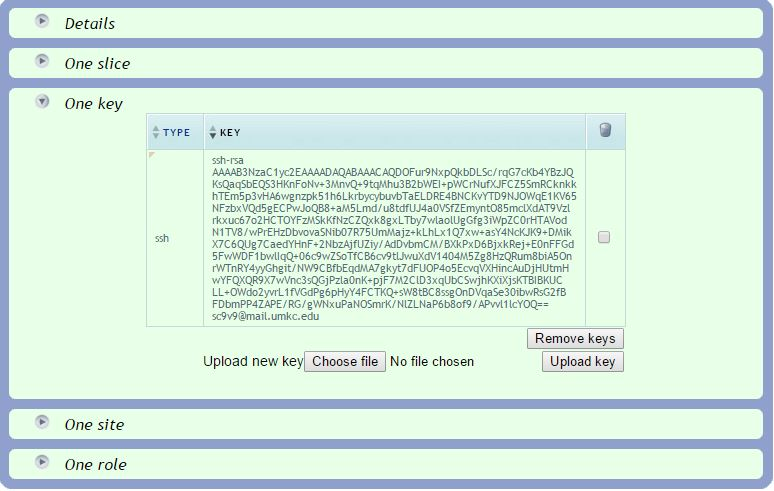 Details
One slice
One key
TYPE KEY
ssh-rsa
AAAAB3NzaC1yc2EAAAADAQABAAACAQDOFur9NxpQkbDLSc/rqG7cKb4YBzJQ
KsQaqSbEQS3HKnFoNv+3MnvQ+9tqMhu3B2bWEI+pWCrNufXJFCZ5SmRCknkk
hTEm5p3vHA6wgnzpk51h6LkrbycybuvbTaELDRE4BNCKvYTD9NJOWqE1KV65
NFzbxVQd5gECPwJoQB8+aM5Lmd/u8tdfUJ4a0VSfZEmyntO85mclXdAT9Vzl
rkxuc67o2HCTOYFzMSkKfNzCZQxk8gxLTby7wlaolUgGfg3iWpZC0rHTAVod
N1TV8/wPrEHzDbvovaSNib07R75UmMajz+kLhLx1Q7xw+asY4NcKJK9+DMik
X7C6QUg7CaedYHnF+2NbzAjfUZiy/AdDvbmCM/BXkPxD6BjxkRej+E0nFFGd
5FwWDF1bwllqQ+06c9wZSoTfCB6cv9tlJwuXdV1404M5Zg8HzQRum8biA5On
rWTnRY4yyGhgit/NW9CBfbEqdMA7gkyt7dFUOP4o5EcvqVXHincAuDjHUtmH
wYFQXQR9X7wVnc3sQGjPzla0nK+pjF7M2ClD3xqUbCSwjhKXiXjsKTBIBKUC
LL+OWdo2yvrL1fVGdPg6pHyY4FCTKQ+sW8tBC8ssgOnDVqaSe30ibwRsG2fB
FDbmPP4ZAPE/RG/gWNxuPaNOSmrK/NlZLNaP6b8of9/APvvl1lcYOQ==
sc9v9@mail.umkc.edu
ssh
Remove keys
Upload new key Choose file No file chosen Upload key
One site
One role